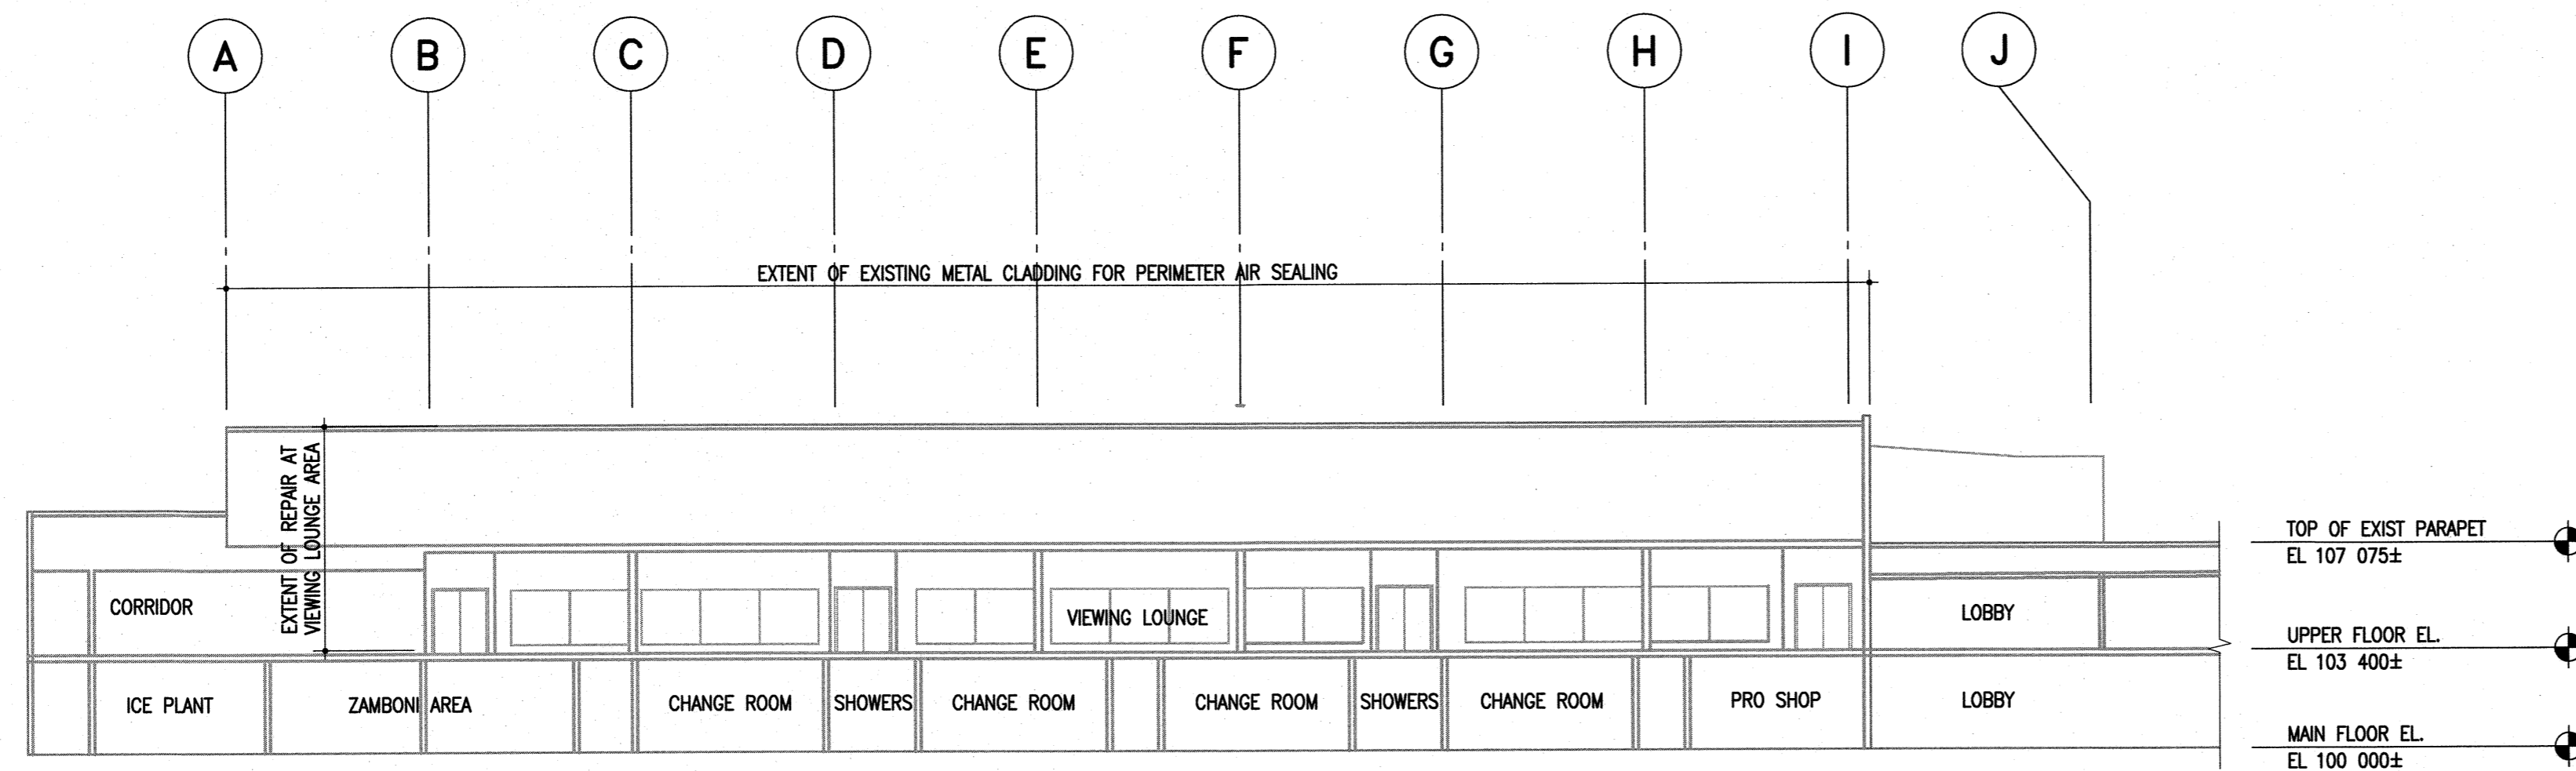 A
B
C
D
E
F
G
H
I
J
EXTENT OF EXISTING METAL CLADDING FOR PERIMETER AIR SEALING
EXTENT OF REPAIR AT
VIEWING LOUNGE AREA
TOP OF EXIST PARAPET
EL 107 075±
CORRIDOR
VIEWING LOUNGE
LOBBY
UPPER FLOOR EL.
EL 103 400±
ICE PLANT
ZAMBONI AREA
CHANGE ROOM
SHOWERS
CHANGE ROOM
CHANGE ROOM
SHOWERS
CHANGE ROOM
PRO SHOP
LOBBY
MAIN FLOOR EL.
EL 100 000±